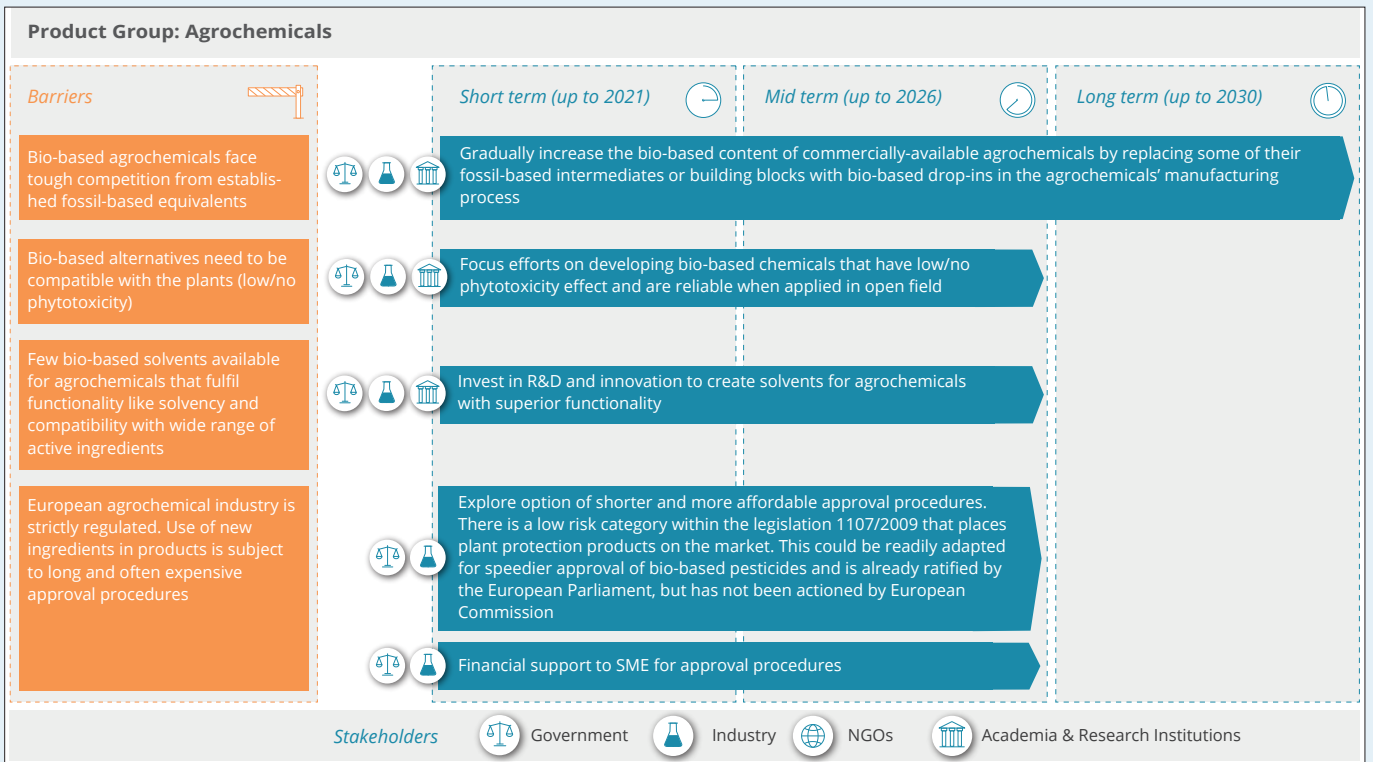 Product Group: Agrochemicals
Barriers
Short term (up to 2021)
Mid term (up to 2026)
Long term (up to 2030)
Bio-based agrochemicals face
tough competition from establis-
hed fossil-based equivalents
Gradually increase the bio-based content of commercially-available agrochemicals by replacing some of their
fossil-based intermediates or building blocks with bio-based drop-ins in the agrochemicals’ manufacturing
process
Bio-based alternatives need to be
compatible with the plants (low/no
phytotoxicity)
Focus efforts on developing bio-based chemicals that have low/no
phytotoxicity effect and are reliable when applied in open field
Few bio-based solvents available
for agrochemicals that fulfil
functionality like solvency and
compatibility with wide range of
active ingredients
Invest in R&D and innovation to create solvents for agrochemicals
with superior functionality
European agrochemical industry is
strictly regulated. Use of new
ingredients in products is subject
to long and often expensive
approval procedures
Explore option of shorter and more affordable approval procedures.
There is a low risk category within the legislation 1107/2009 that places
plant protection products on the market. This could be readily adapted
for speedier approval of bio-based pesticides and is already ratified by
the European Parliament, but has not been actioned by European
Commission
Financial support to SME for approval procedures
Stakeholders
Government
Industry
NGOs
Academia & Research Institutions